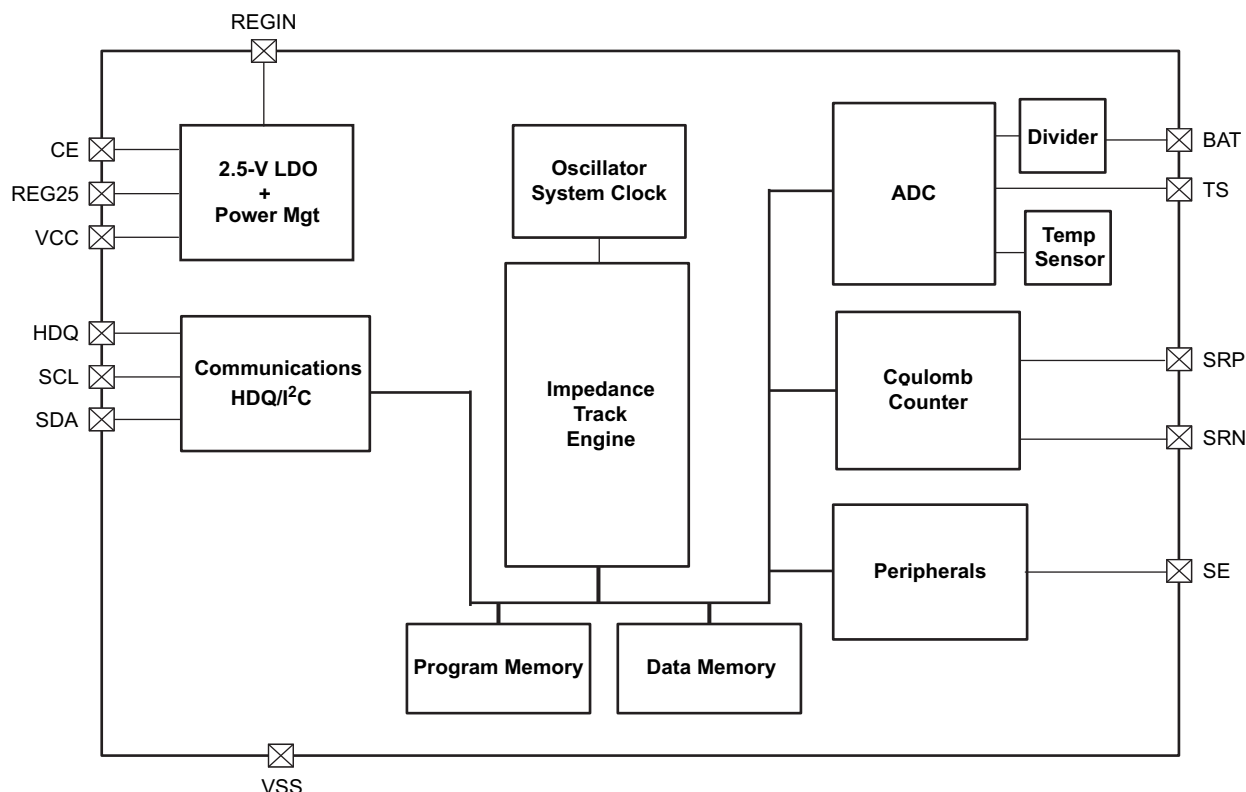 REGIN
CE
REG25
VCC
2.5-V LDO
+
Power Mgt
Oscillator
System Clock
ADC
Divider
BAT
TS
Temp
Sensor
HDQ
SCL
SDA
Communications
HDQ/I²C
Impedance
Track
Engine
Coulomb
Counter
SRP
SRN
Peripherals
SE
Program Memory
Data Memory
VSS